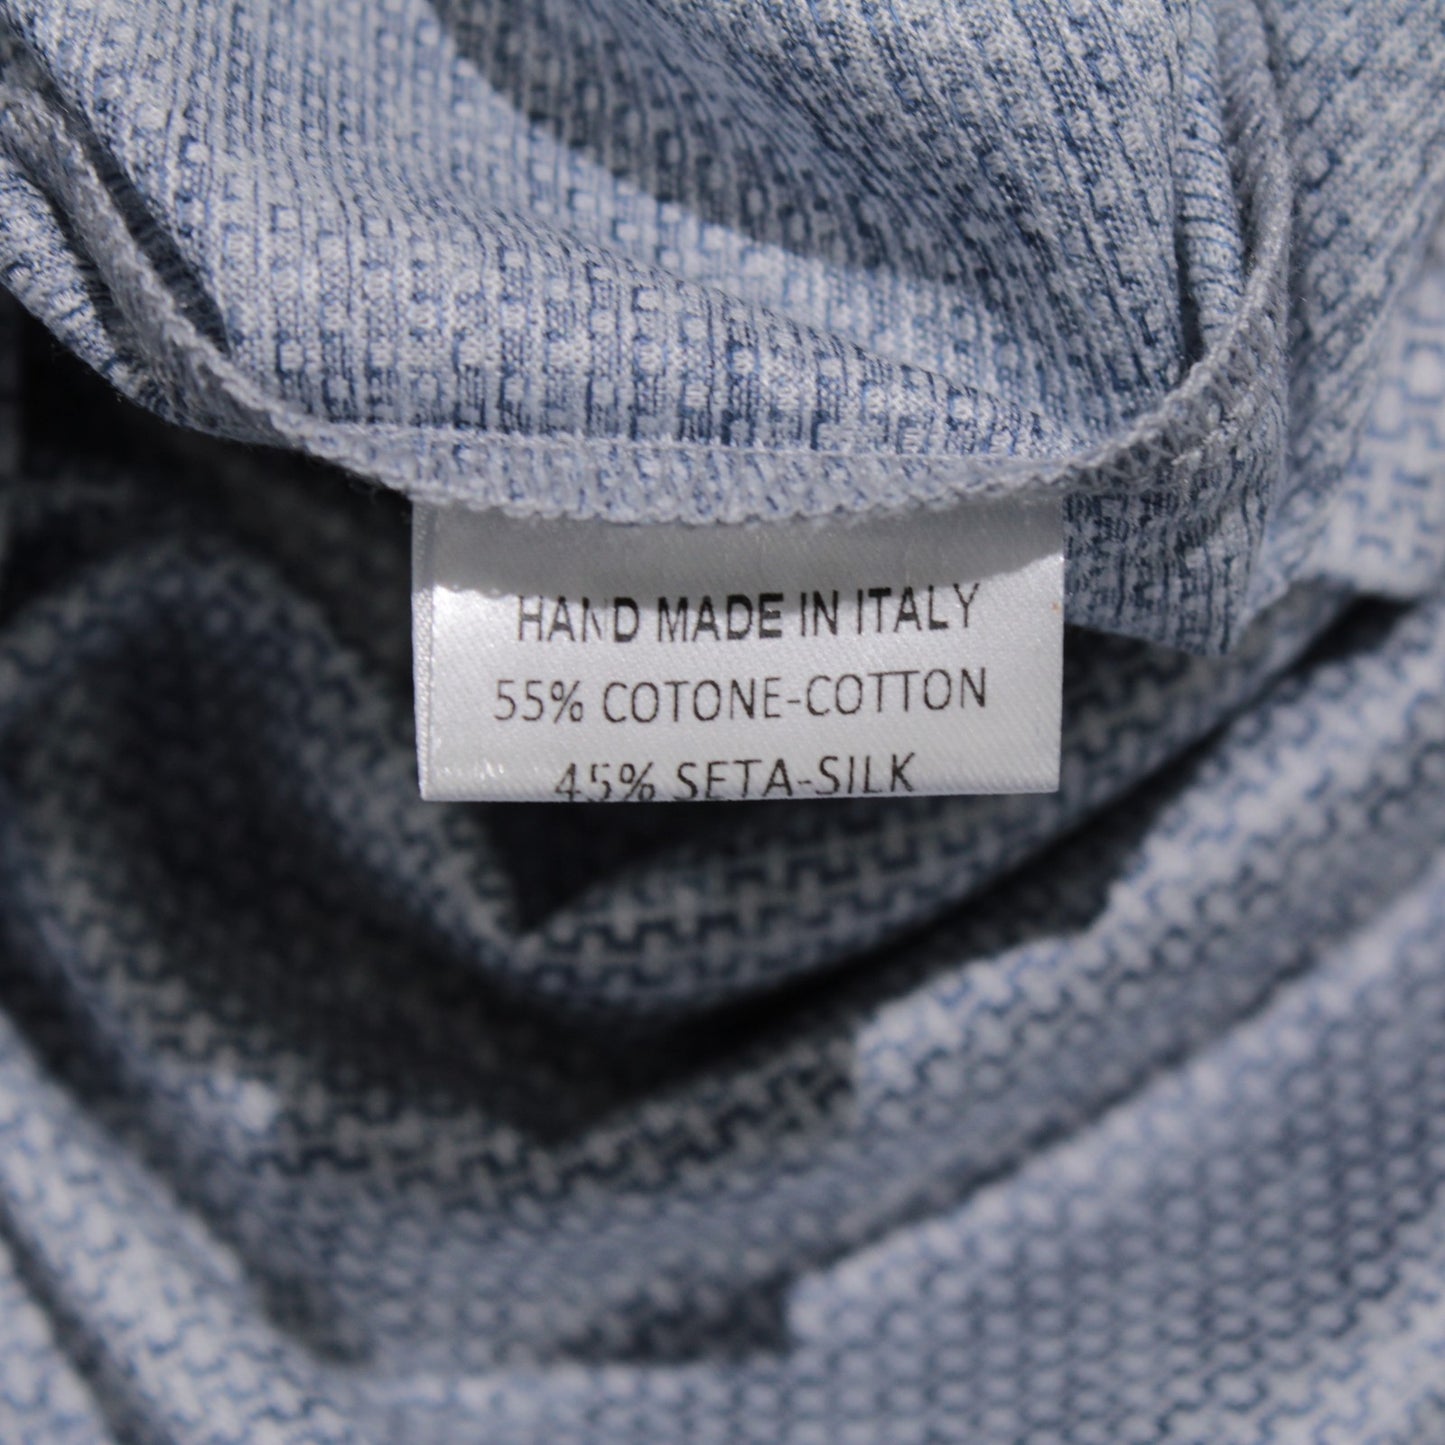 HAND MADE IN ITALY
55% COTONE-COTTON
45% SETA-SILK